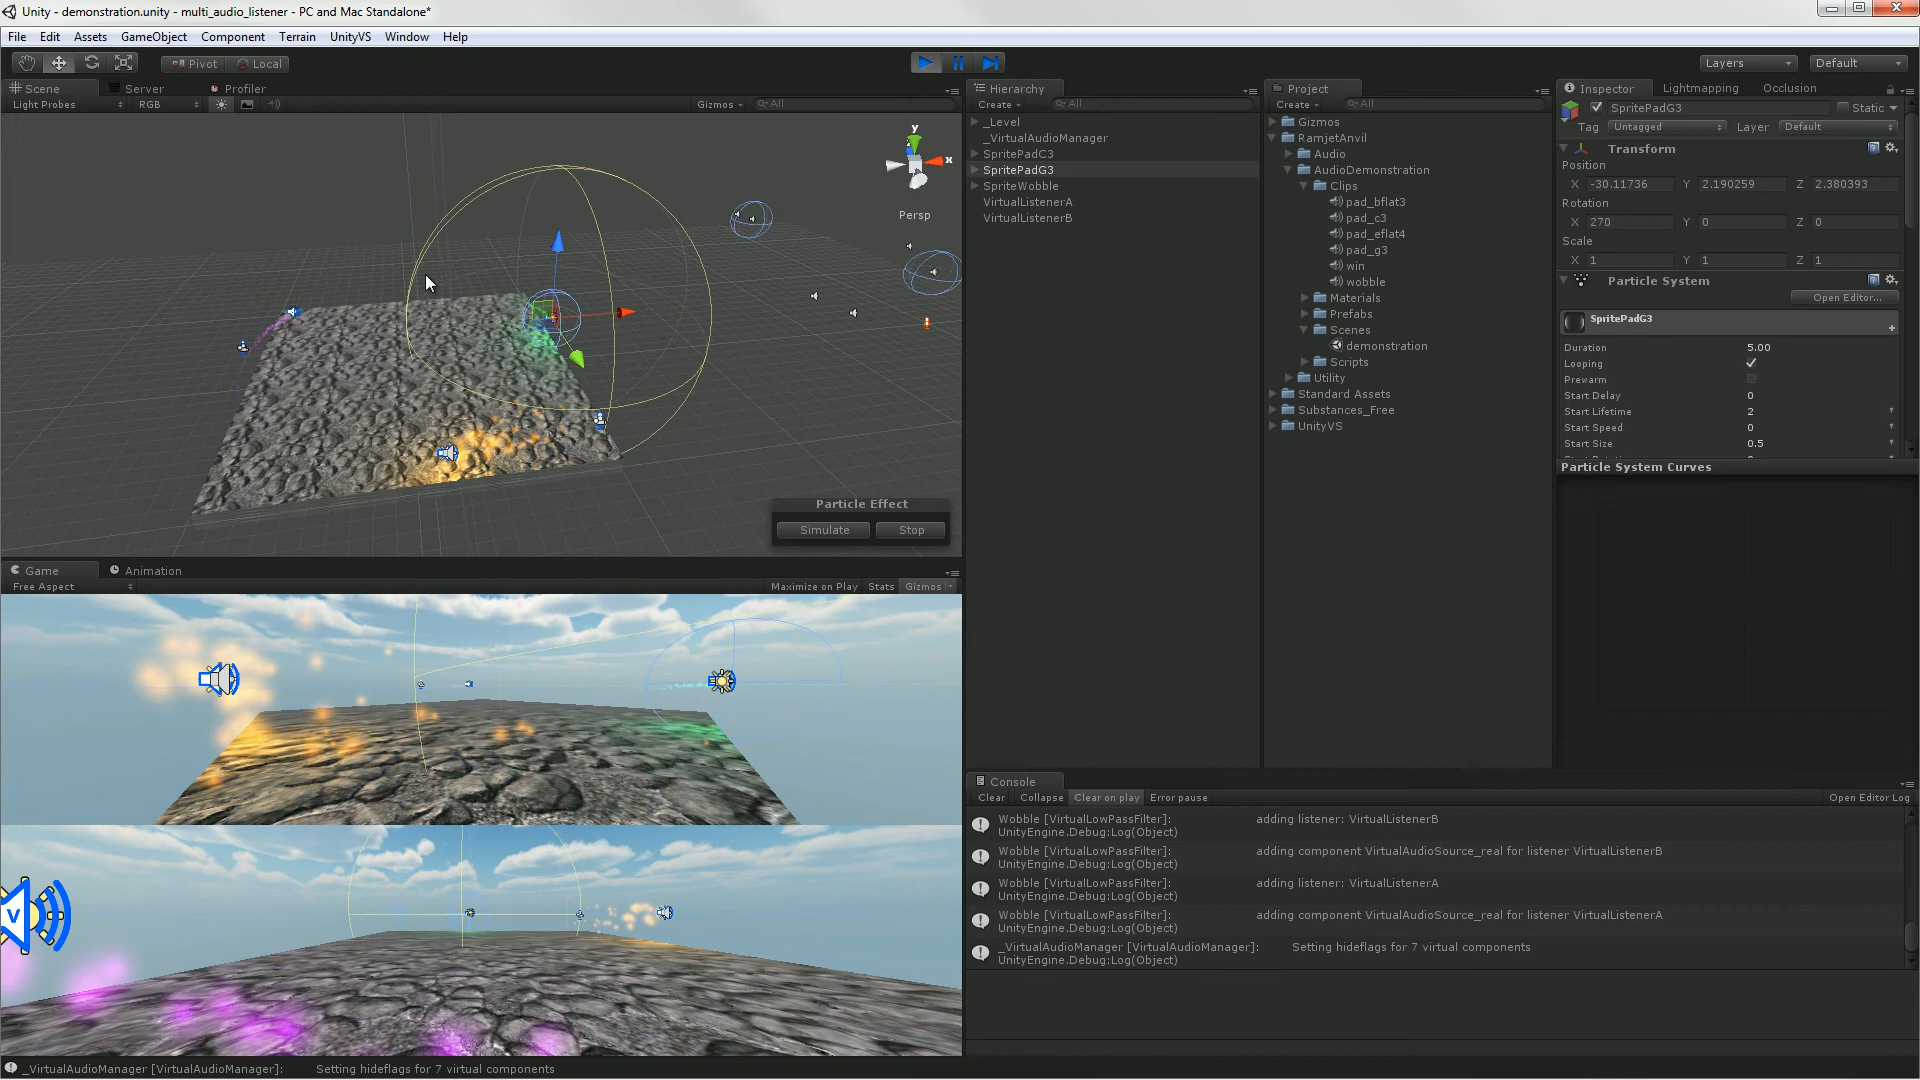 Unity - demonstration.unity - multi_audio_listener - PC and Mac Standalone*
File Edit Assets GameObject Component Terrain UnityVS Window Help
Pivot Local
Layers Default
Scene Server Profiler
Light Probes RGB Gizmos All
y
x
Persp
Particle Effect
Simulate Stop
Game Animation
Free Aspect Maximize on Play Stats Gizmos
V
Hierarchy
Create All
_Level
_VirtualAudioManager
SpritePadC3
SpritePadG3
SpriteWobble
VirtualListenerA
VirtualListenerB
Project
Create All
Gizmos
RamjetAnvil
Audio
AudioDemonstration
Clips
pad_bflat3
pad_c3
pad_eflat4
pad_g3
win
wobble
Materials
Prefabs
Scenes
demonstration
Scripts
Utility
Standard Assets
Substances_Free
UnityVS
Inspector Lightmapping Occlusion
SpritePadG3 Static
Tag Untagged Layer Default
Transform
Position
X -30.11736 Y 2.190259 Z 2.380393
Rotation
X 270 Y 0 Z 0
Scale
X 1 Y 1 Z 1
Particle System
Open Editor...
SpritePadG3
Duration 5.00
Looping
Prewarm
Start Delay 0
Start Lifetime 2
Start Speed 0
Start Size 0.5
Particle System Curves
Console
Clear Collapse Clear on play Error pause Open Editor Log
Wobble [VirtualLowPassFilter]: adding listener: VirtualListenerB
UnityEngine.Debug:Log(Object)
Wobble [VirtualLowPassFilter]: adding component VirtualAudioSource_real for listener VirtualListenerB
UnityEngine.Debug:Log(Object)
Wobble [VirtualLowPassFilter]: adding listener: VirtualListenerA
UnityEngine.Debug:Log(Object)
Wobble [VirtualLowPassFilter]: adding component VirtualAudioSource_real for listener VirtualListenerA
UnityEngine.Debug:Log(Object)
_VirtualAudioManager [VirtualAudioManager]: Setting hideflags for 7 virtual components
UnityEngine.Debug:Log(Object)
_VirtualAudioManager [VirtualAudioManager]: Setting hideflags for 7 virtual components